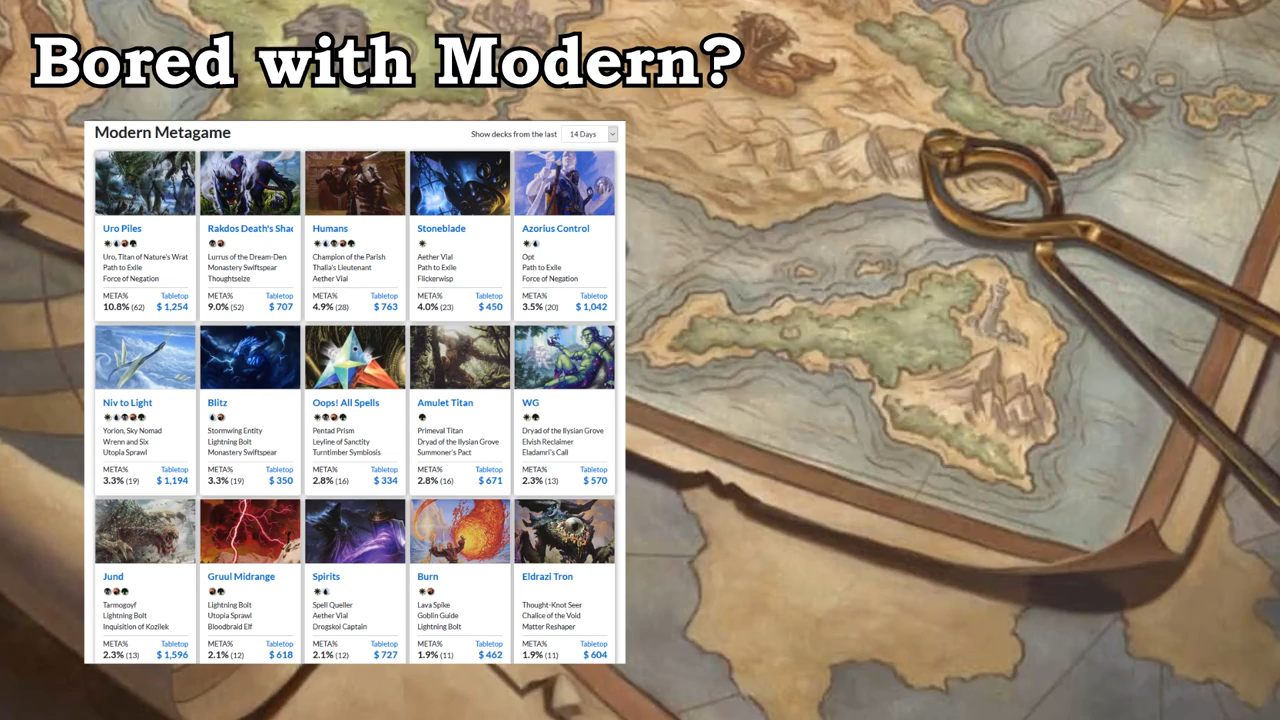 Bored with Modern?
Modern Metagame
Show decks from the last 14 Days
Uro Piles
Uro, Titan of Nature's Wrat
Path to Exile
Force of Negation
META% Tabletop
10.8% (62) $ 1,254
Rakdos Death's Shac
Lurrus of the Dream-Den
Monastery Swiftspear
Thoughtseize
META% Tabletop
9.0% (52) $ 707
Humans
Champion of the Parish
Thalia's Lieutenant
Aether Vial
META% Tabletop
4.9% (28) $ 763
Stoneblade
Aether Vial
Path to Exile
Flickerwisp
META% Tabletop
4.0% (23) $ 450
Azorius Control
Opt
Path to Exile
Force of Negation
META% Tabletop
3.5% (20) $ 1,042
Niv to Light
Yorion, Sky Nomad
Wrenn and Six
Utopia Sprawl
META% Tabletop
3.3% (19) $ 1,194
Blitz
Stormwing Entity
Lightning Bolt
Monastery Swiftspear
META% Tabletop
3.3% (19) $ 350
Oops! All Spells
Pentad Prism
Leyline of Sanctity
Turntimber Symbiosis
META% Tabletop
2.8% (16) $ 334
Amulet Titan
Primeval Titan
Dryad of the Ilysian Grove
Summoner's Pact
META% Tabletop
2.8% (16) $ 671
WG
Dryad of the Ilysian Grove
Elvish Reclaimer
Eladamri's Call
META% Tabletop
2.3% (13) $ 570
Jund
Tarmogoyf
Lightning Bolt
Inquisition of Kozilek
META% Tabletop
2.3% (13) $ 1,596
Gruul Midrange
Lightning Bolt
Utopia Sprawl
Bloodbraid Elf
META% Tabletop
2.1% (12) $ 618
Spirits
Spell Queller
Aether Vial
Drogskol Captain
META% Tabletop
2.1% (12) $ 727
Burn
Lava Spike
Goblin Guide
Lightning Bolt
META% Tabletop
1.9% (11) $ 462
Eldrazi Tron
Thought-Knot Seer
Chalice of the Void
Matter Reshaper
META% Tabletop
1.9% (11) $ 604